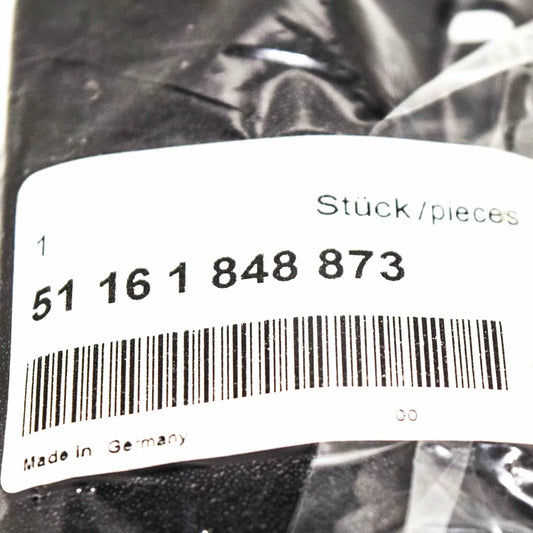 Stück/pieces
1
51 16 1 848 873
00
Made in Germany